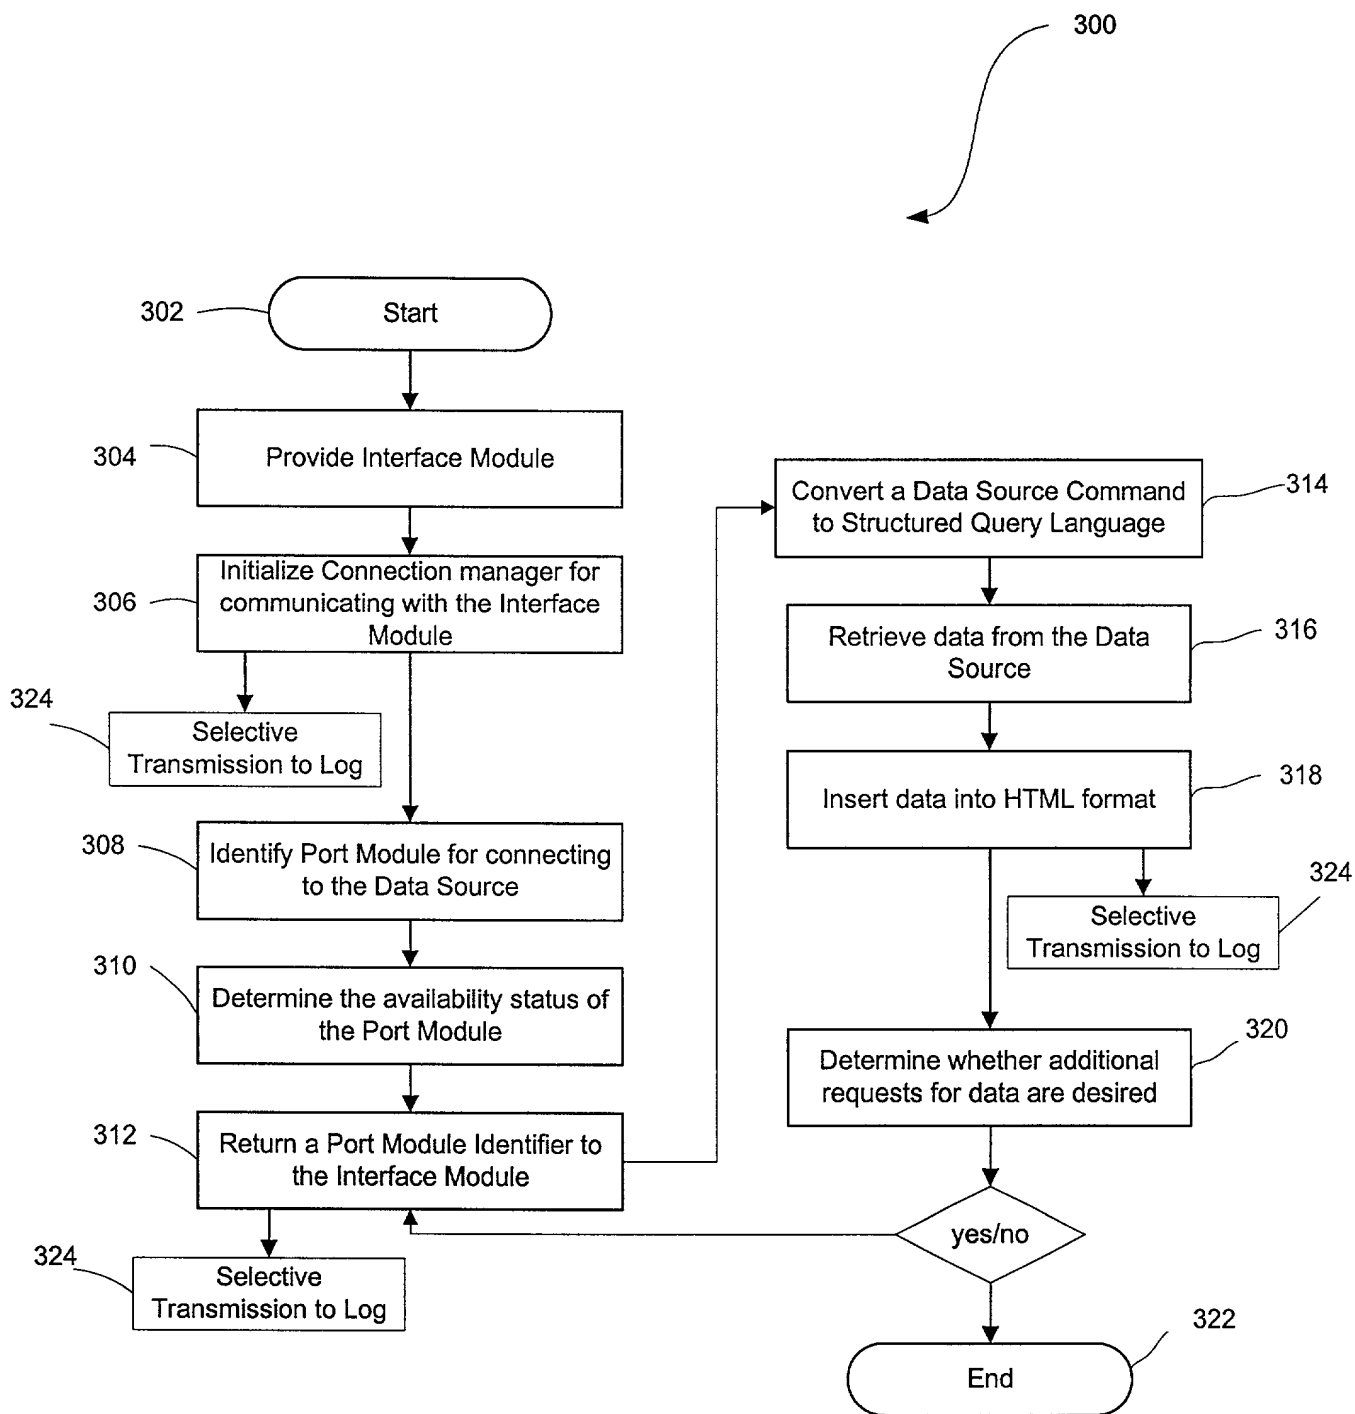 300
302
Start
304
Provide Interface Module
306
Initialize Connection manager for
communicating with the Interface
Module
324
Selective
Transmission to Log
308
Identify Port Module for connecting
to the Data Source
310
Determine the availability status of
the Port Module
312
Return a Port Module Identifier to
the Interface Module
324
Selective
Transmission to Log
Convert a Data Source Command
to Structured Query Language
314
Retrieve data from the Data
Source
316
Insert data into HTML format
318
324
Selective
Transmission to Log
320
Determine whether additional
requests for data are desired
yes/no
322
End